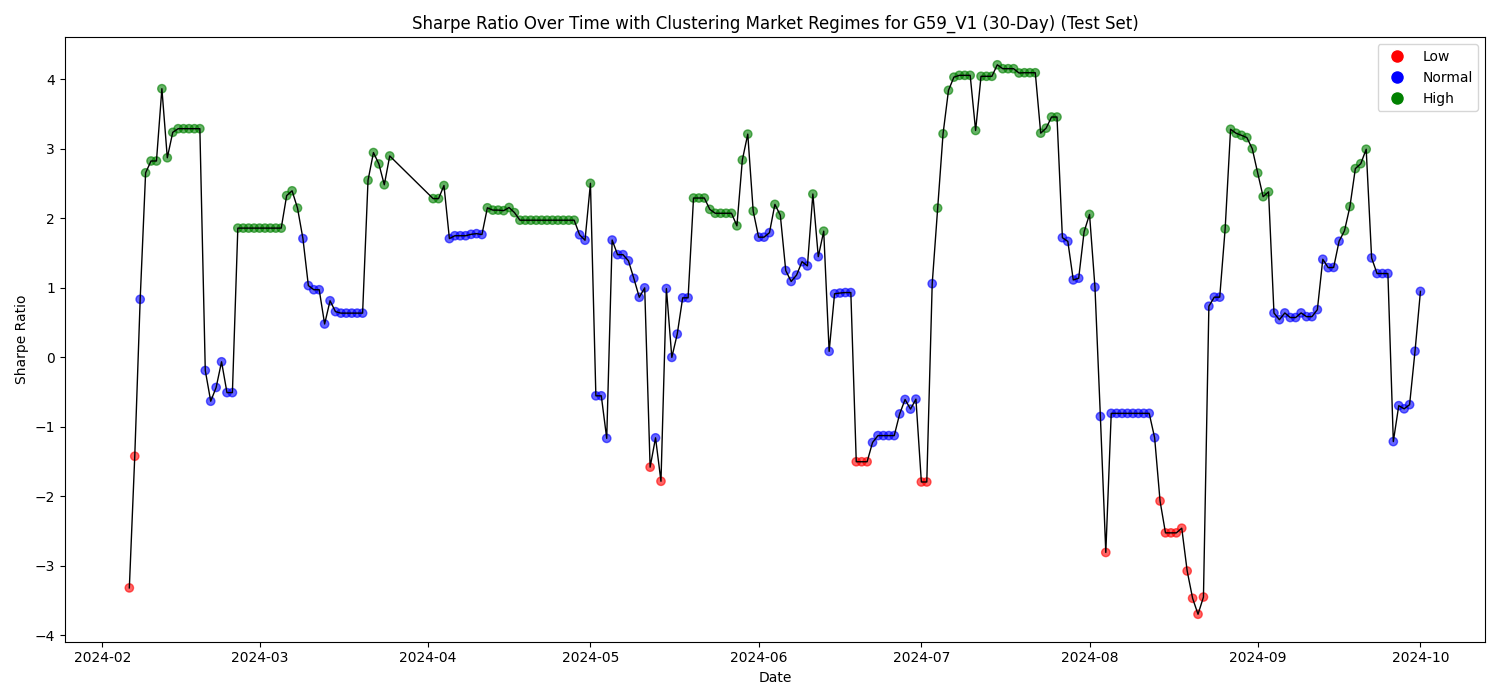 Sharpe Ratio Over Time with Clustering Market Regimes for G59_V1 (30-Day) (Test Set)
Low
Normal
High
4
3
2
1
0
−1
−2
−3
−4
Sharpe Ratio
2024-02 2024-03 2024-04 2024-05 2024-06 2024-07 2024-08 2024-09 2024-10
Date